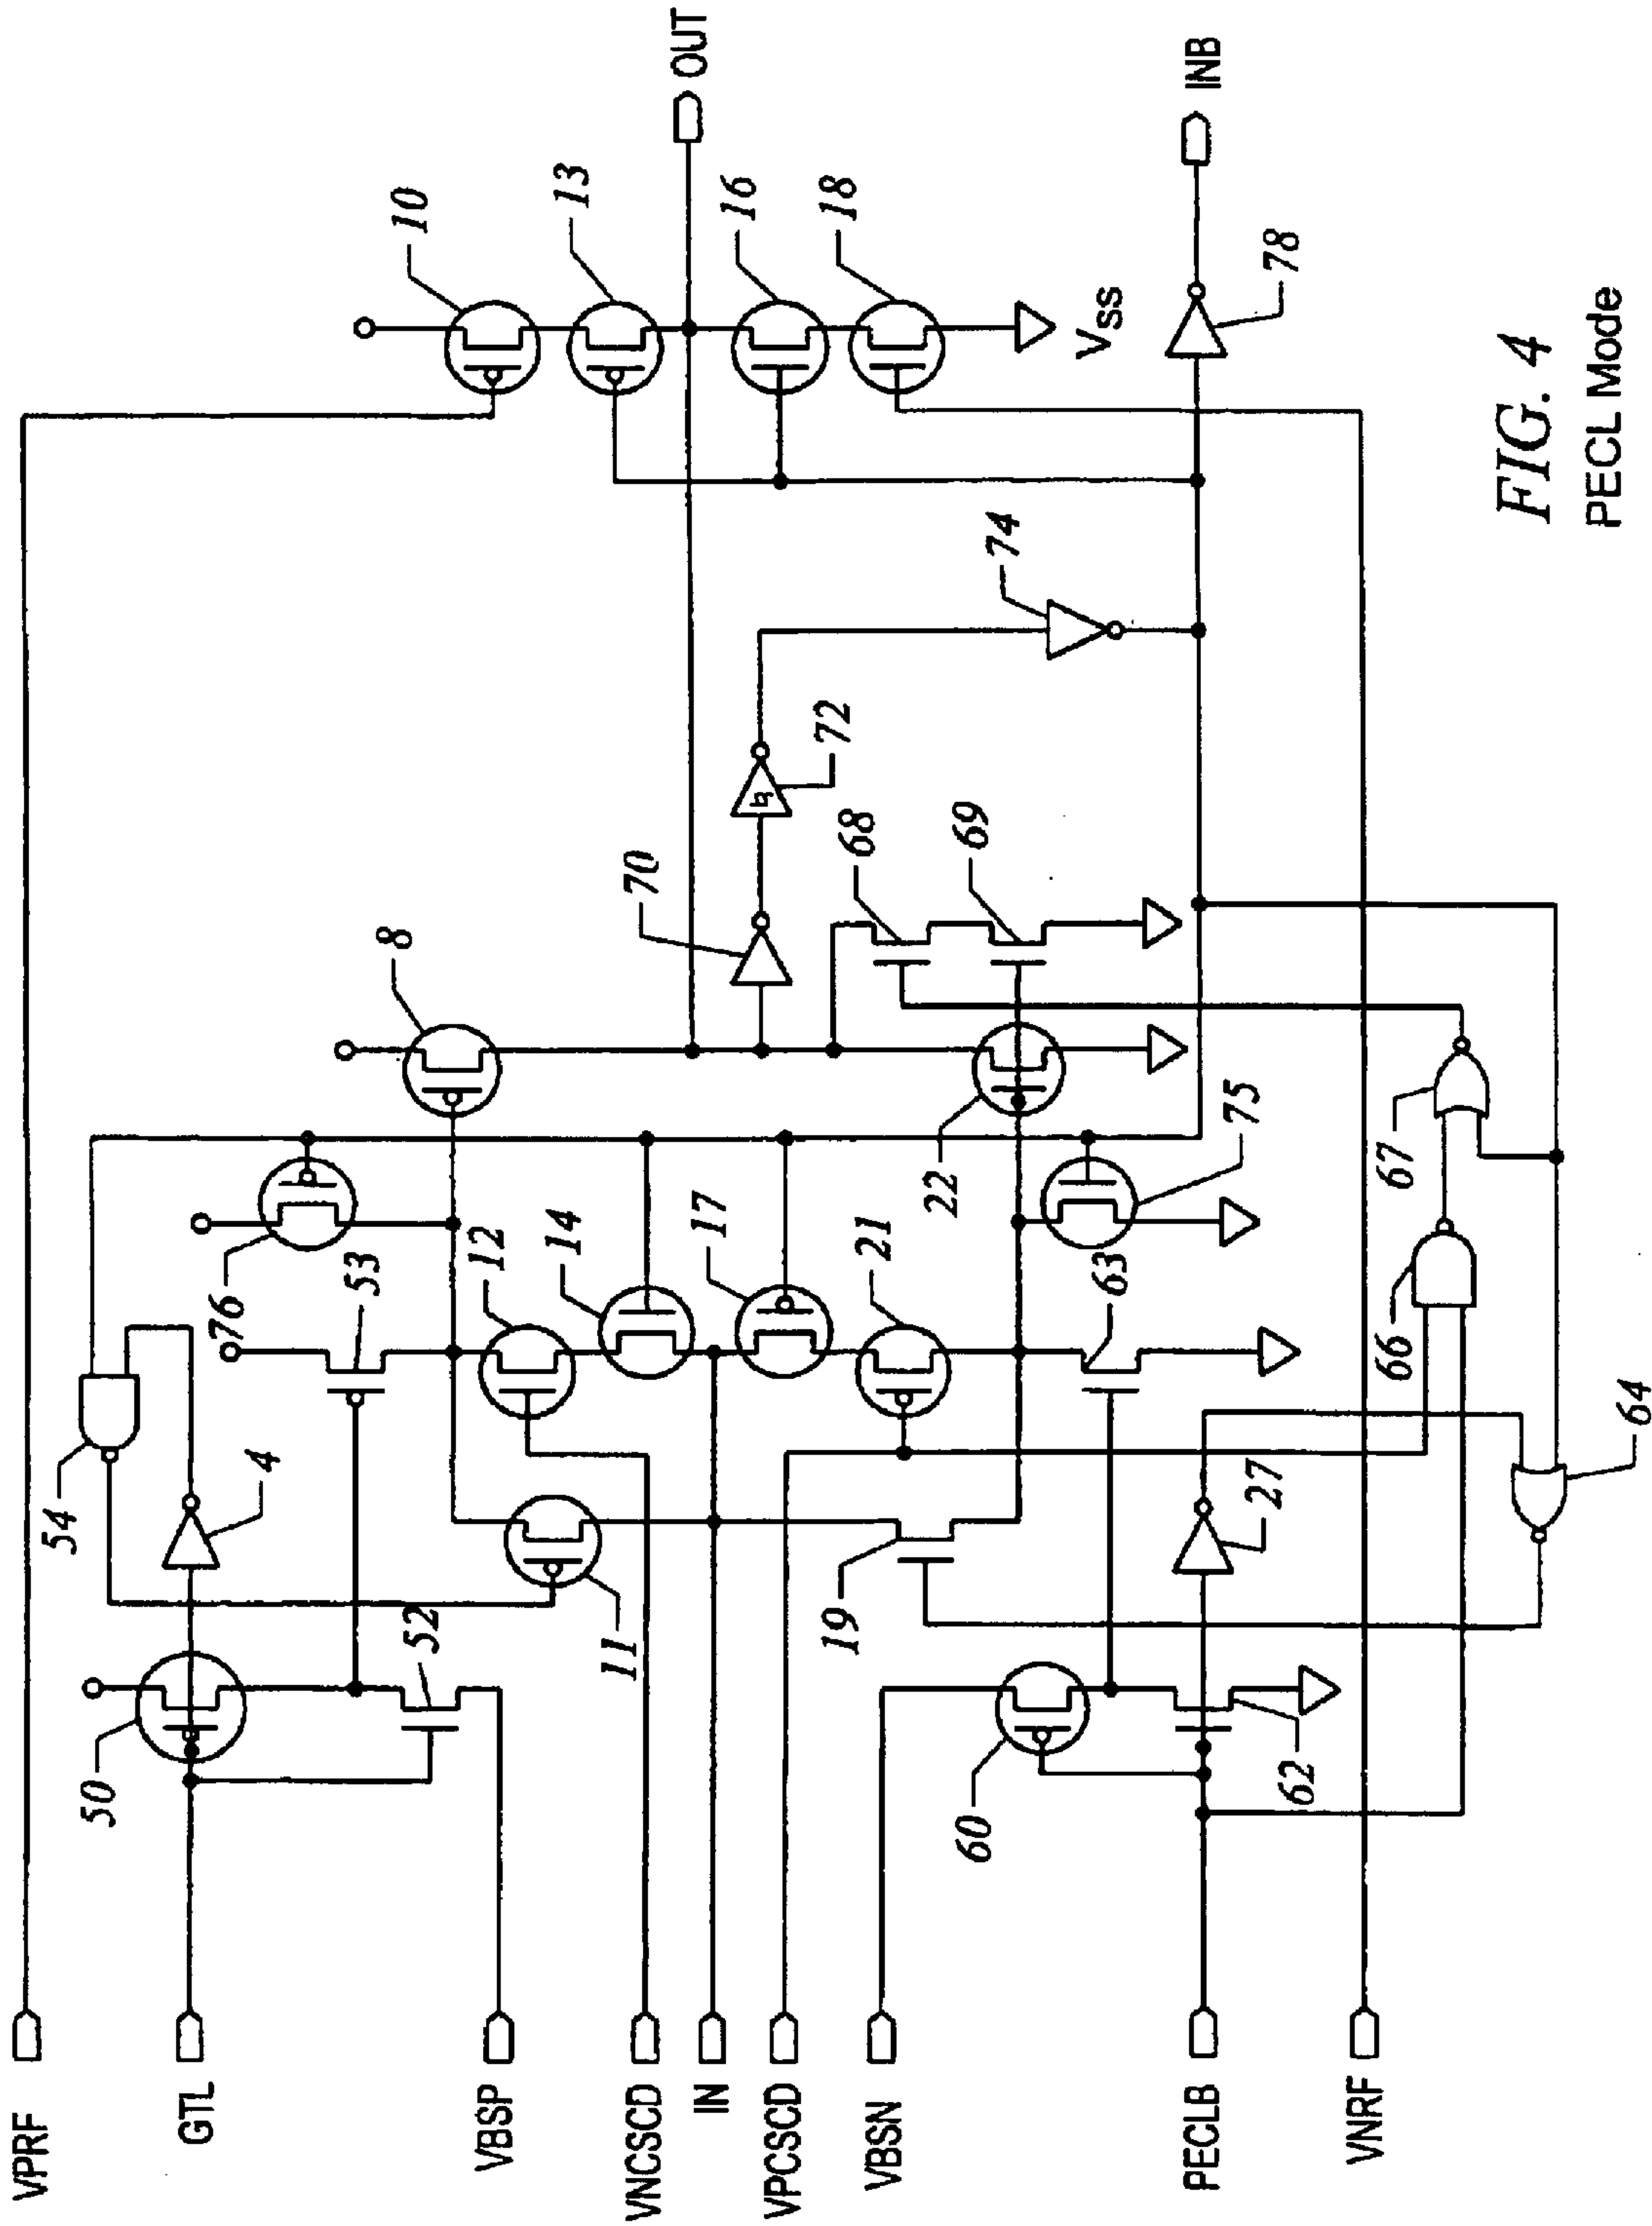 VPRF
GTL
VBSP
VNCSCD
IN
VPCSCD
VBSN
PECLB
VNRF
OUT
INB
VSS
10
13
16
18
78
74
72
70
68
69
8
22
75
76
53
12
14
17
21
63
67
66
64
54
4
11
19
27
50
52
60
62
FIG. 4
PECL Mode